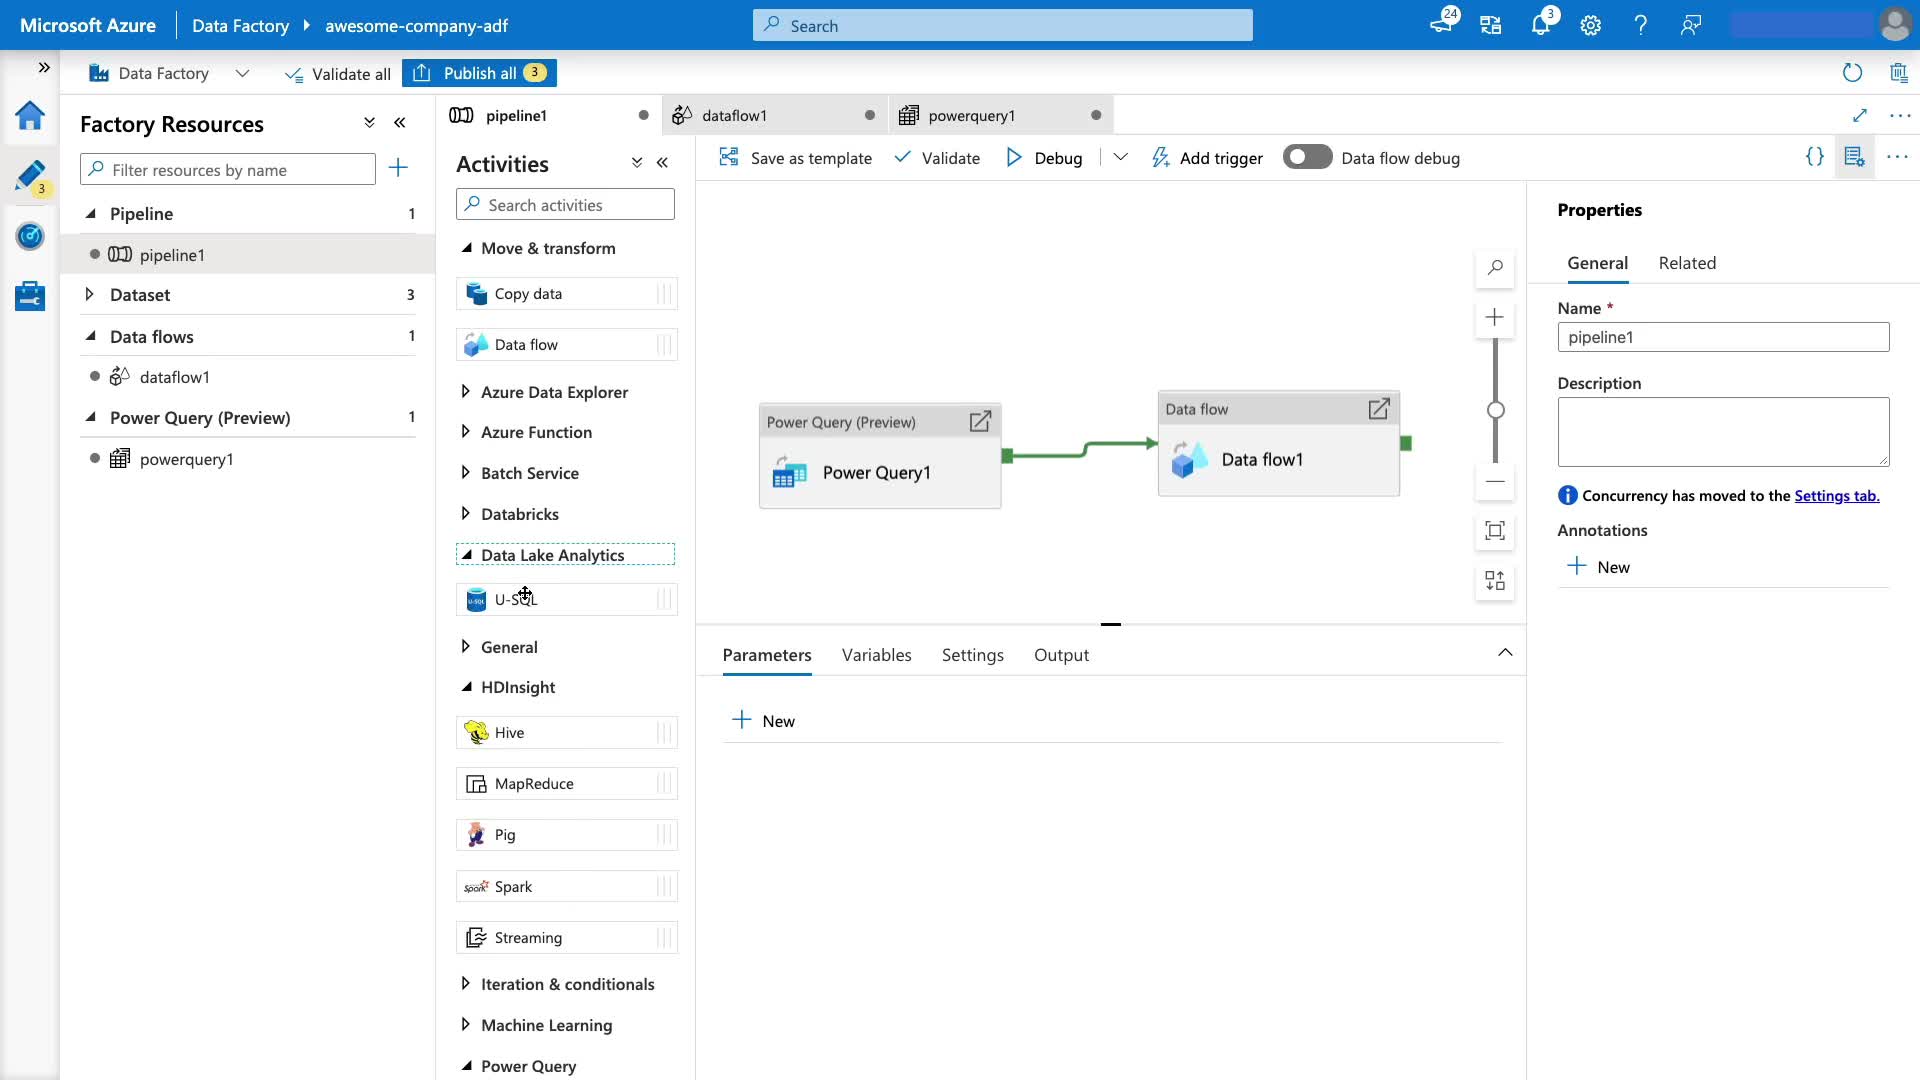 Microsoft Azure
Data Factory
awesome-company-adf
Search
24
3
Data Factory
Validate all
Publish all
3
3
Factory Resources
Filter resources by name
Pipeline 1
pipeline1
Dataset 3
Data flows 1
dataflow1
Power Query (Preview) 1
powerquery1
pipeline1
dataflow1
powerquery1
Activities
Search activities
Move & transform
Copy data
Data flow
Azure Data Explorer
Azure Function
Batch Service
Databricks
Data Lake Analytics
U-SQL
U-SQL
General
HDInsight
Hive
MapReduce
Pig
Spark
Spark
Streaming
Iteration & conditionals
Machine Learning
Power Query
Save as template
Validate
Debug
Add trigger
Data flow debug
Power Query (Preview)
Power Query1
Data flow
Data flow1
Parameters
Variables
Settings
Output
New
Properties
General
Related
Name *
pipeline1
Description
Concurrency has moved to the Settings tab.
Annotations
New